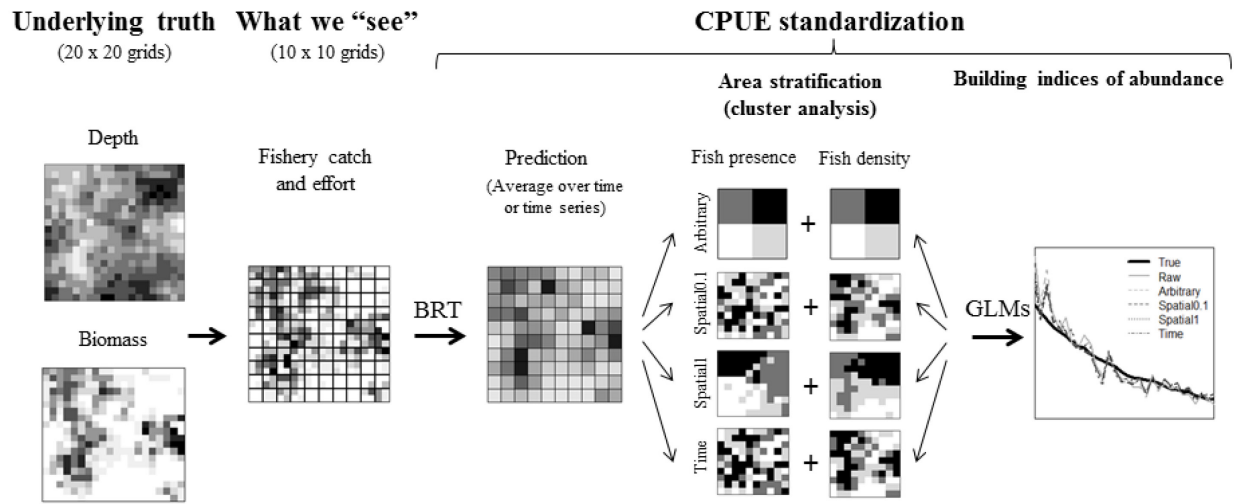 Underlying truth
(20 x 20 grids)
What we “see”
(10 x 10 grids)
CPUE standardization
Area stratification
(cluster analysis)
Building indices of abundance
Depth
Biomass
Fishery catch
and effort
BRT
Prediction
(Average over time
or time series)
Fish presence
Fish density
Arbitrary
+
Spatial0.1
+
Spatial1
+
Time
+
GLMs
True
Raw
Arbitrary
Spatial0.1
Spatial1
Time